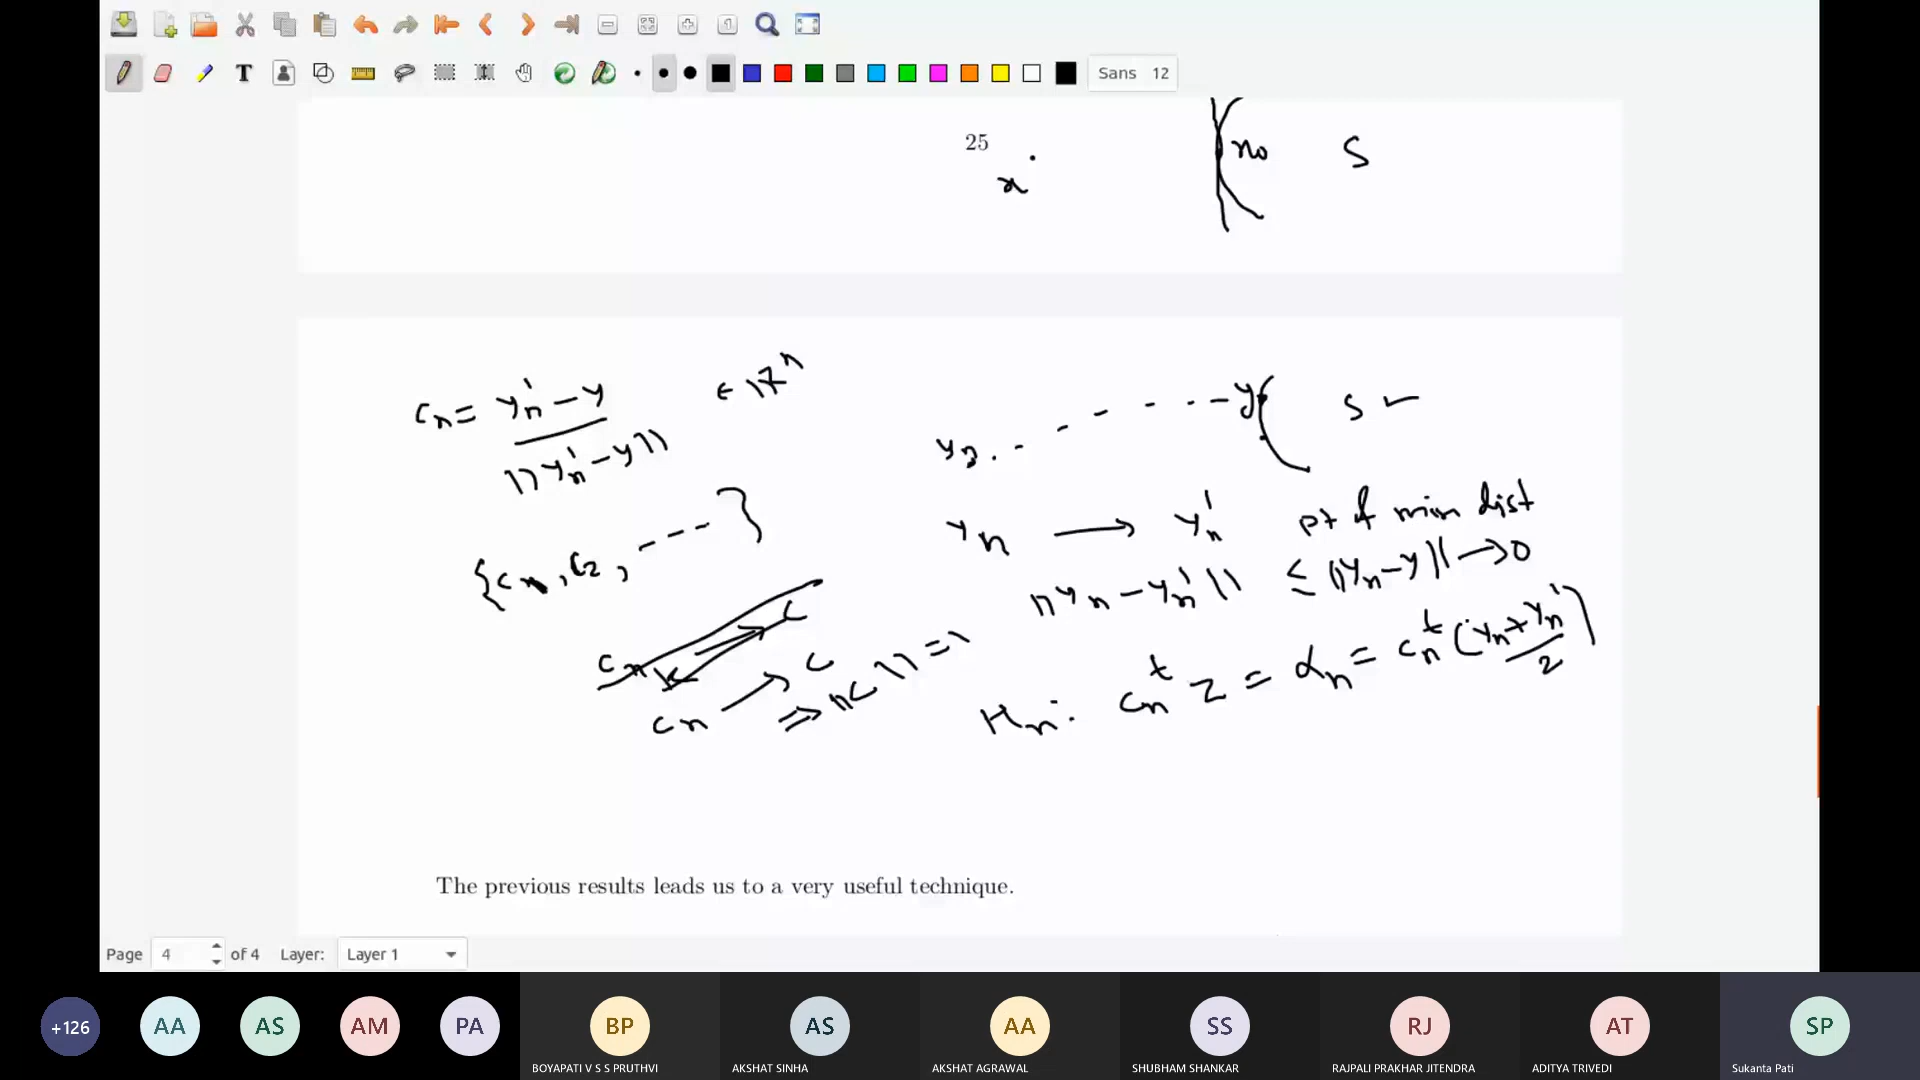 Sans 12
25
x
x₀ S
cₙ = (yₙ' − y) / ||yₙ' − y|| ∈ ℝⁿ
y S
yₙ → yₙ' pt of min dist
{c , c₂, ---}
||yₙ − yₙ'|| ≤ ||yₙ − y|| → 0
cₙ → c ⇒ ||c|| = 1
Hₙ: cₙᵗ z = αₙ = cₙᵗ ((yₙ + yₙ') / 2)
The previous results leads us to a very useful technique.
Page 4 of 4 Layer: Layer 1
+126 AA AS AM PA BP AS AA SS RJ AT SP
BOYAPATI V S S PRUTHVI AKSHAT SINHA AKSHAT AGRAWAL SHUBHAM SHANKAR RAJPALI PRAKHAR JITENDRA ADITYA TRIVEDI Sukanta Pati